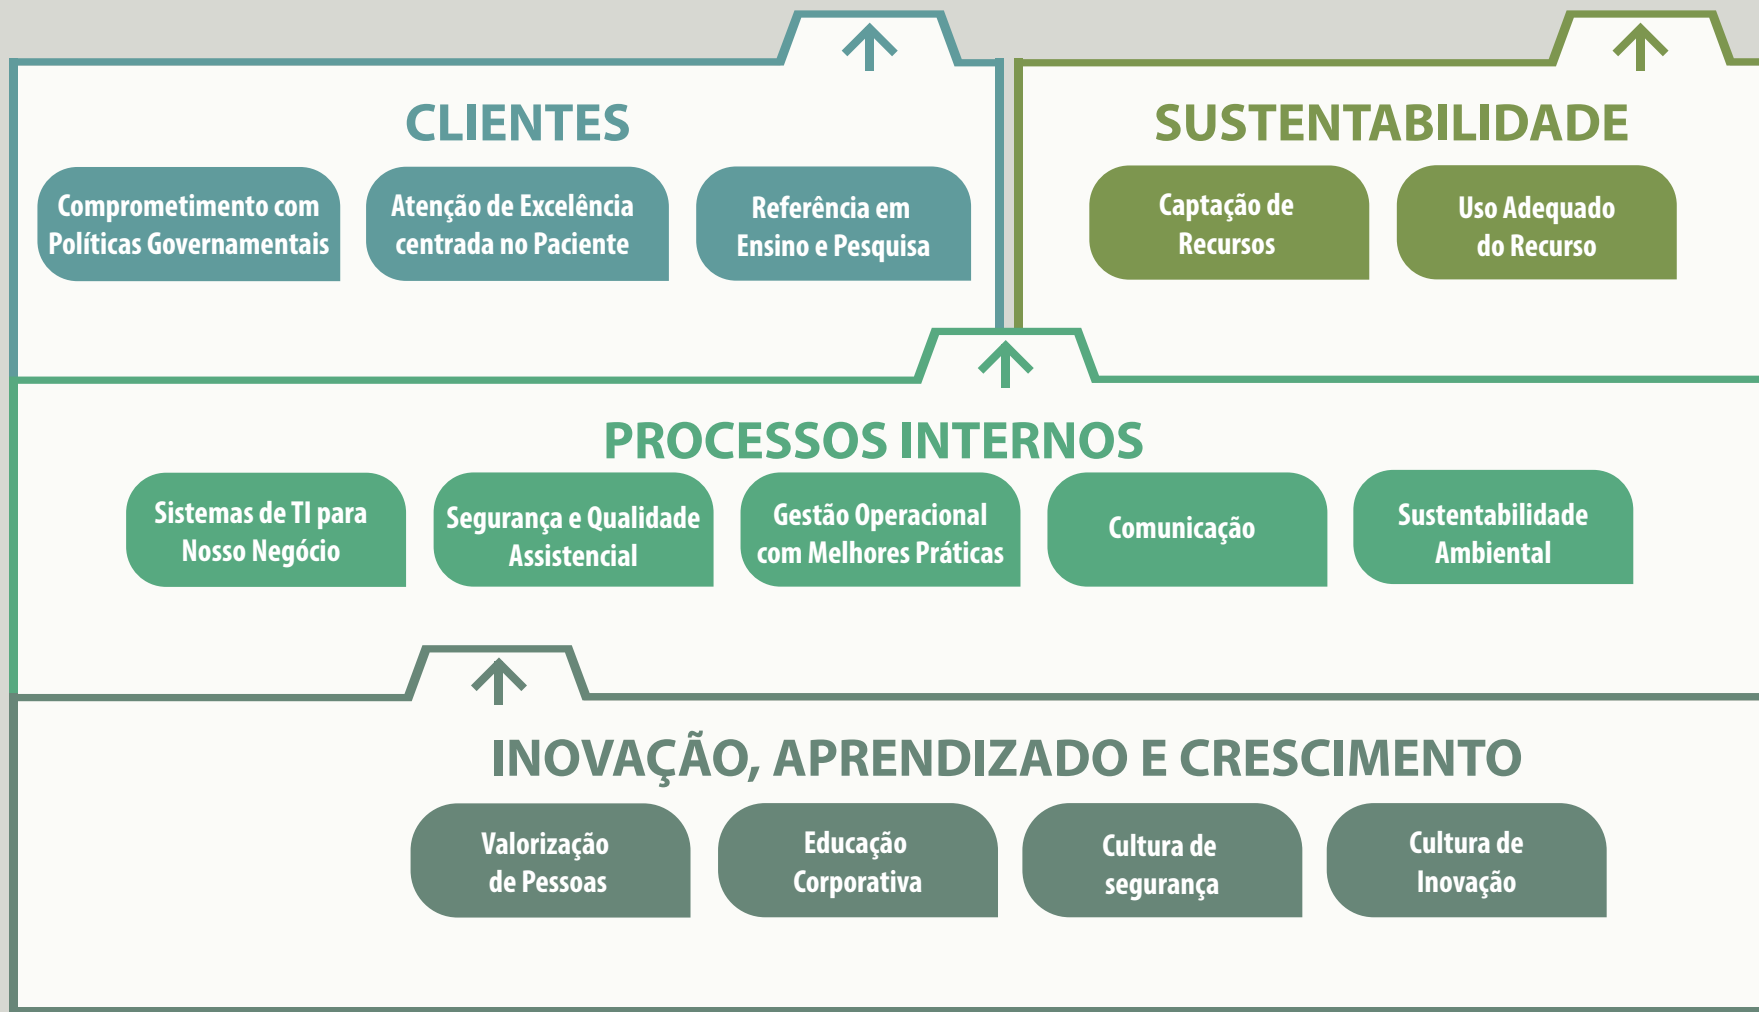 CLIENTES
Comprometimento com
Políticas Governamentais
Atenção de Excelência
centrada no Paciente
Referência em
Ensino e Pesquisa
SUSTENTABILIDADE
Captação de
Recursos
Uso Adequado
do Recurso
PROCESSOS INTERNOS
Sistemas de TI para
Nosso Negócio
Segurança e Qualidade
Assistencial
Gestão Operacional
com Melhores Práticas
Comunicação
Sustentabilidade
Ambiental
INOVAÇÃO, APRENDIZADO E CRESCIMENTO
Valorização
de Pessoas
Educação
Corporativa
Cultura de
segurança
Cultura de
Inovação